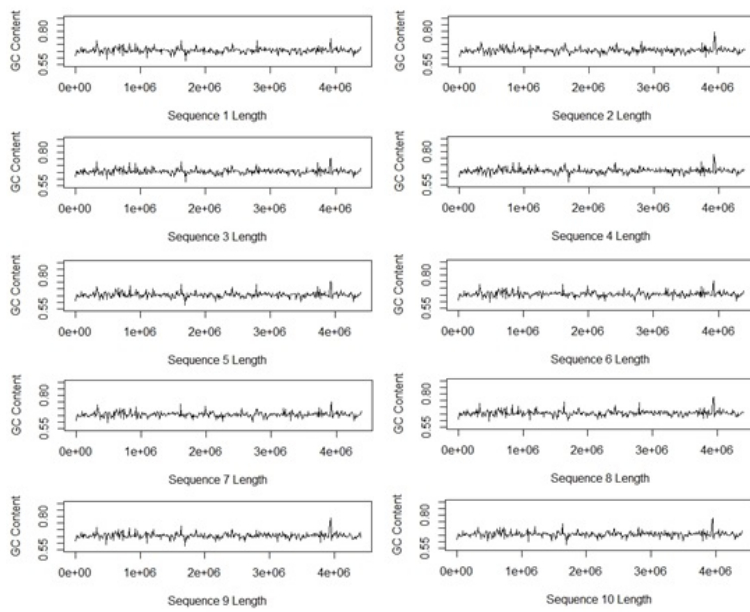 GC Content
0.55 0.80
0e+00 1e+06 2e+06 3e+06 4e+06
Sequence 1 Length
GC Content
0.55 0.80
0e+00 1e+06 2e+06 3e+06 4e+06
Sequence 2 Length
GC Content
0.55 0.80
0e+00 1e+06 2e+06 3e+06 4e+06
Sequence 3 Length
GC Content
0.55 0.80
0e+00 1e+06 2e+06 3e+06 4e+06
Sequence 4 Length
GC Content
0.55 0.80
0e+00 1e+06 2e+06 3e+06 4e+06
Sequence 5 Length
GC Content
0.55 0.80
0e+00 1e+06 2e+06 3e+06 4e+06
Sequence 6 Length
GC Content
0.55 0.80
0e+00 1e+06 2e+06 3e+06 4e+06
Sequence 7 Length
GC Content
0.55 0.80
0e+00 1e+06 2e+06 3e+06 4e+06
Sequence 8 Length
GC Content
0.55 0.80
0e+00 1e+06 2e+06 3e+06 4e+06
Sequence 9 Length
GC Content
0.55 0.80
0e+00 1e+06 2e+06 3e+06 4e+06
Sequence 10 Length